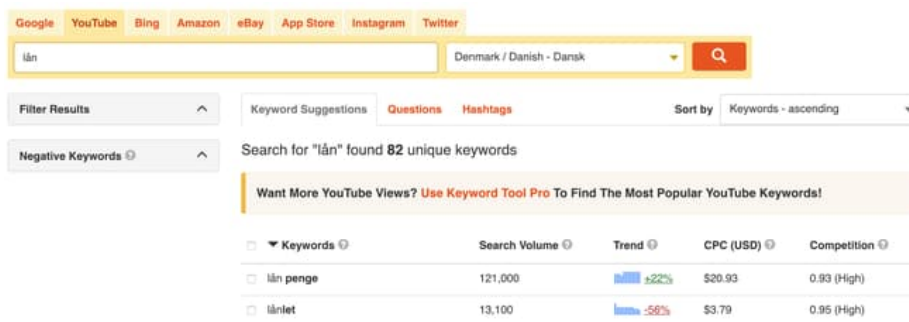 Google YouTube Bing Amazon eBay App Store Instagram Twitter
lån Denmark / Danish - Dansk
Filter Results Keyword Suggestions Questions Hashtags Sort by Keywords - ascending
Negative Keywords Search for "lån" found 82 unique keywords
Want More YouTube Views? Use Keyword Tool Pro To Find The Most Popular YouTube Keywords!
Keywords Search Volume Trend CPC (USD) Competition
lån penge 121,000 +22% $20.93 0.93 (High)
lånlet 13,100 -56% $3.79 0.95 (High)